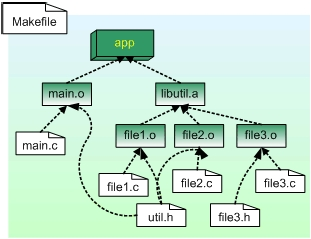 Makefile
app
main.o
libutil.a
main.c
file1.o
file2.o
file3.o
file1.c
file2.c
file3.c
util.h
file3.h